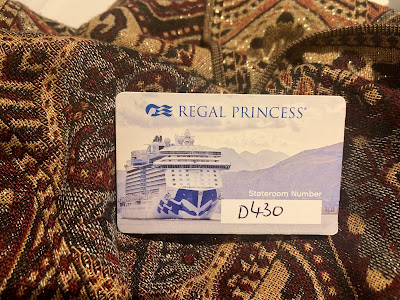 REGAL PRINCESS®
Stateroom Number
D430